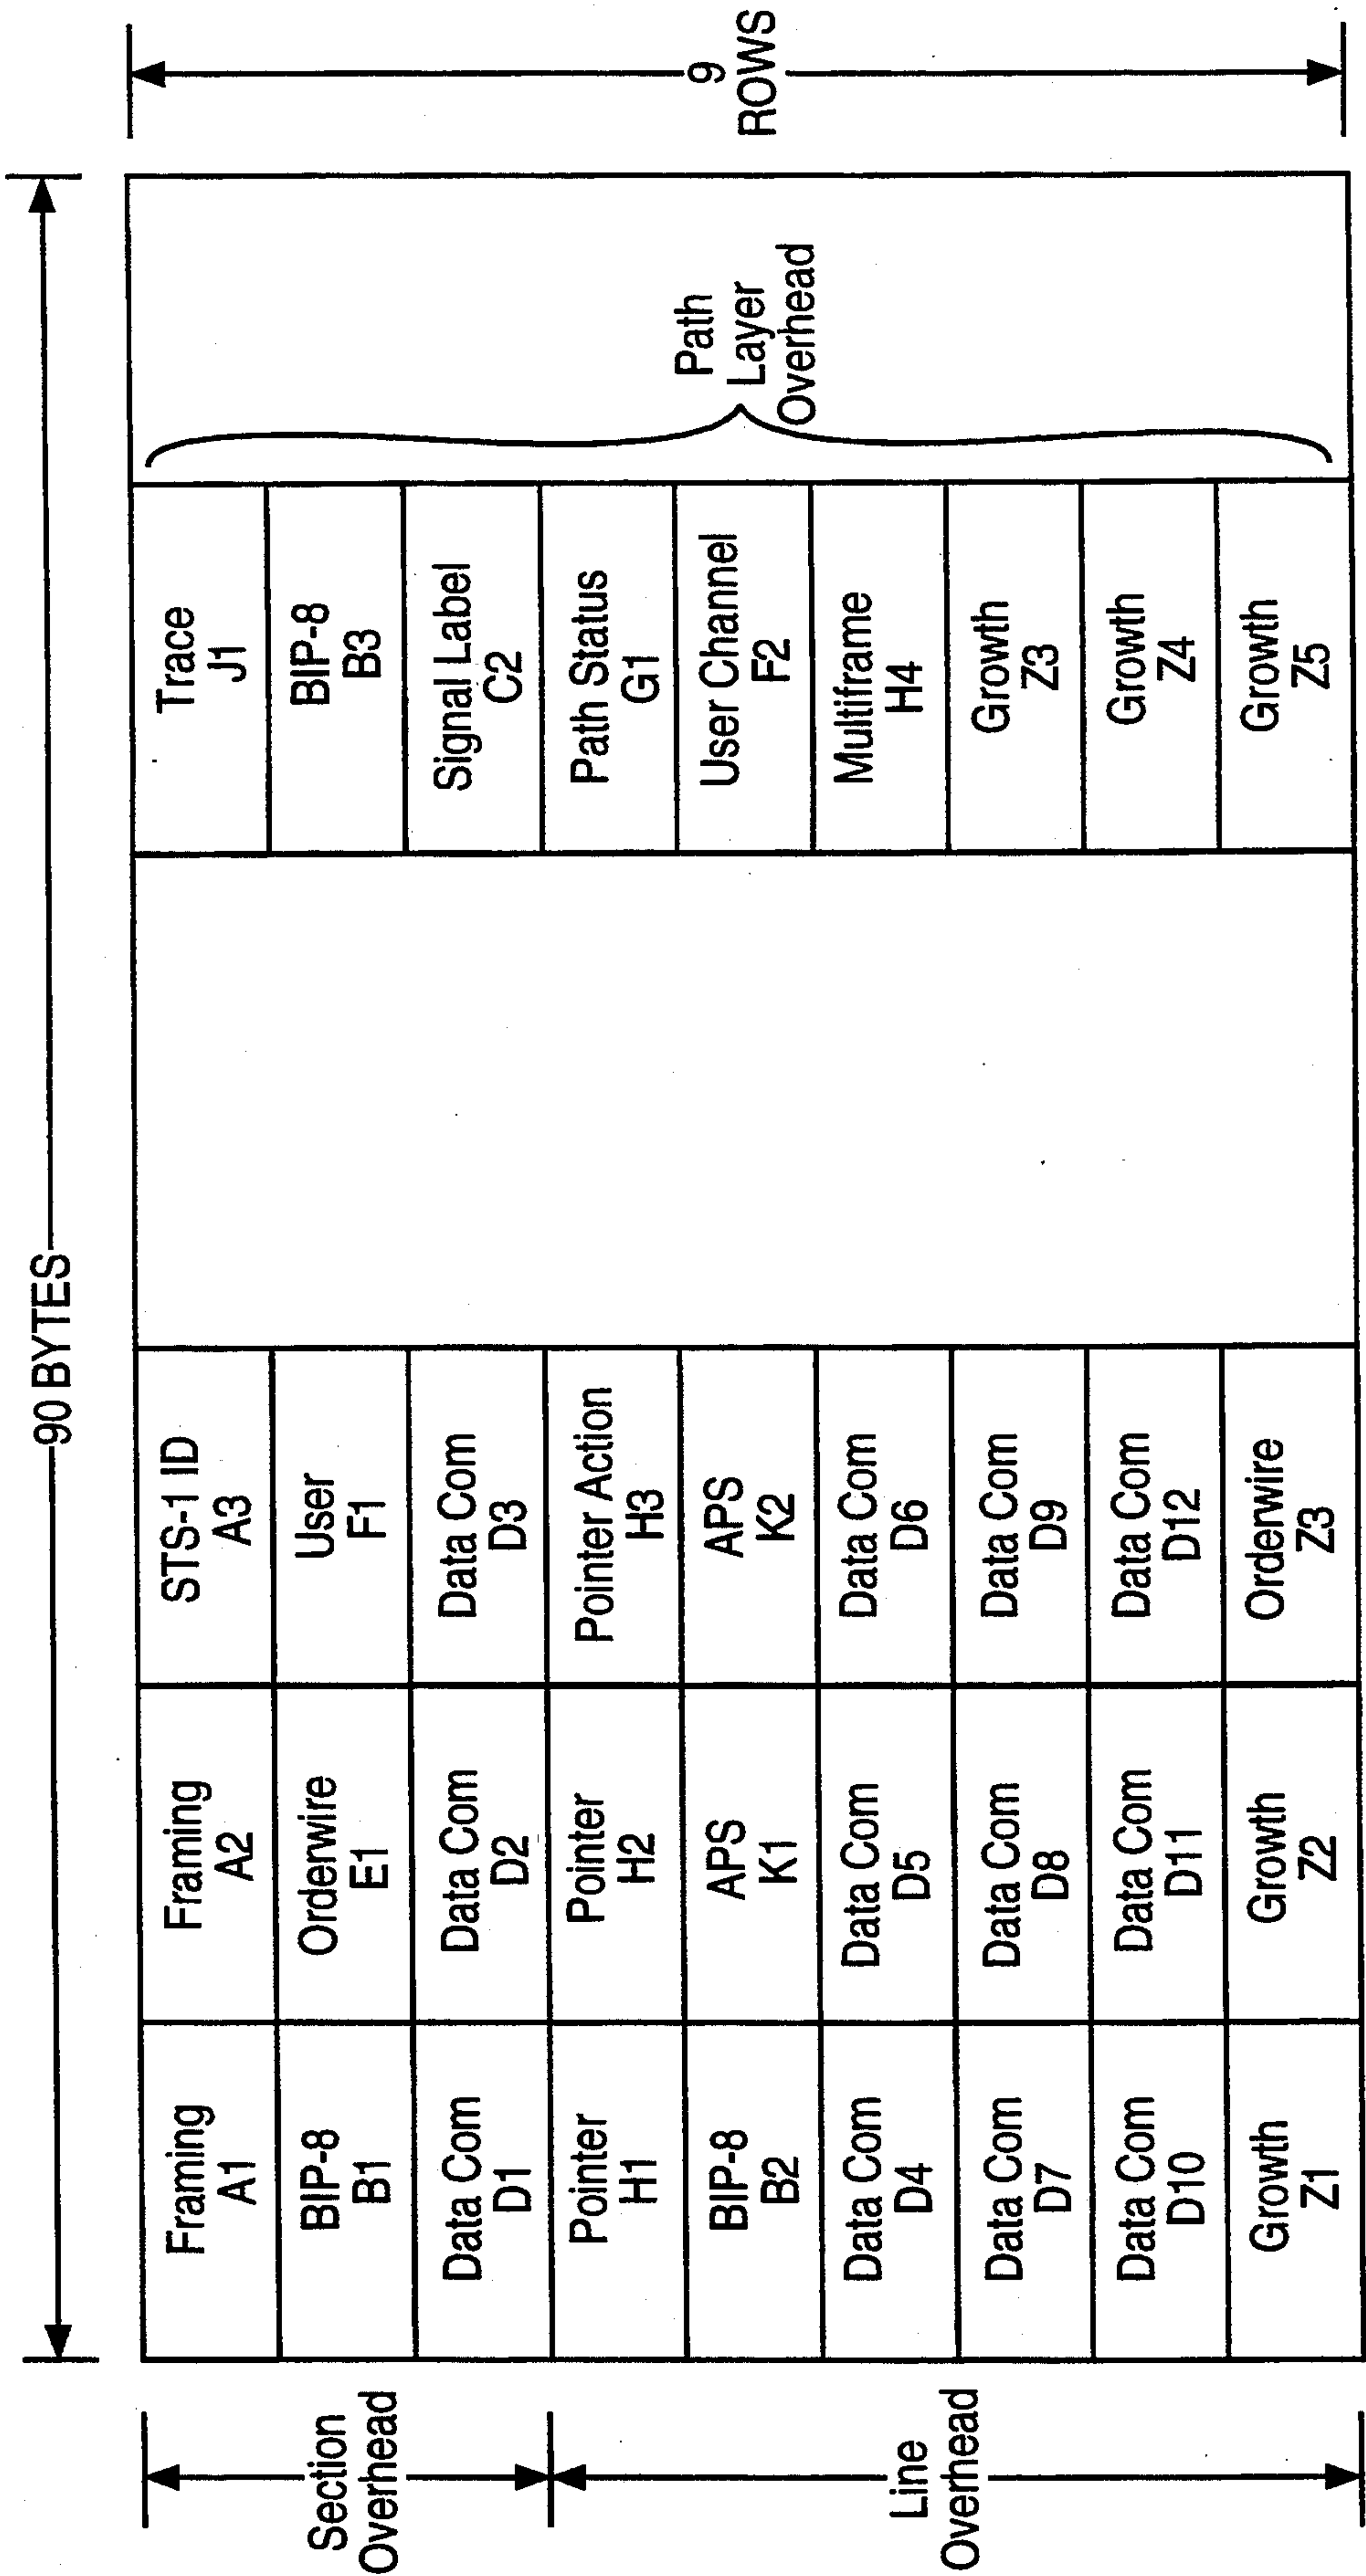 90 BYTES
9
ROWS
Section
Overhead
Line
Overhead
Framing
A1
Framing
A2
STS-1 ID
A3
Trace
J1
BIP-8
B1
Orderwire
E1
User
F1
BIP-8
B3
Data Com
D1
Data Com
D2
Data Com
D3
Signal Label
C2
Pointer
H1
Pointer
H2
Pointer Action
H3
Path Status
G1
BIP-8
B2
APS
K1
APS
K2
User Channel
F2
Data Com
D4
Data Com
D5
Data Com
D6
Multiframe
H4
Data Com
D7
Data Com
D8
Data Com
D9
Growth
Z3
Data Com
D10
Data Com
D11
Data Com
D12
Growth
Z4
Growth
Z1
Growth
Z2
Orderwire
Z3
Growth
Z5
Path
Layer
Overhead